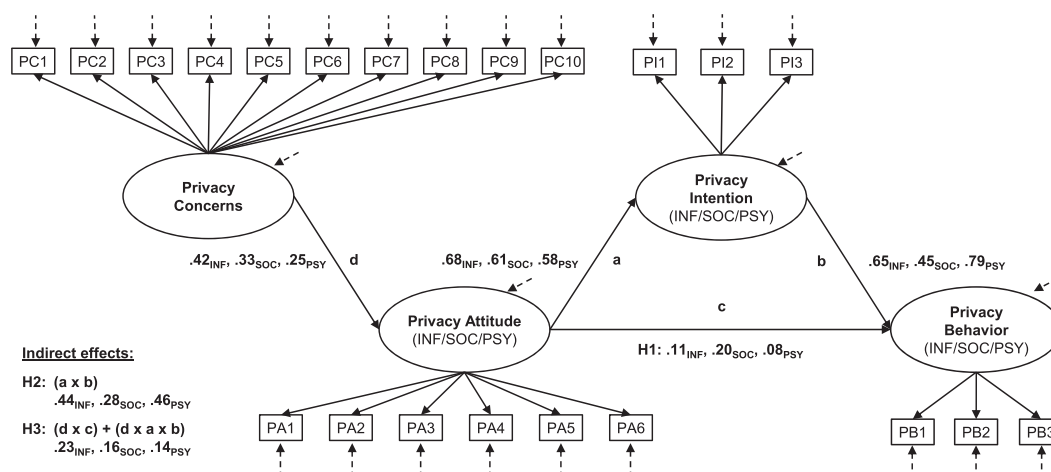 PC1 PC2 PC3 PC4 PC5 PC6 PC7 PC8 PC9 PC10 PI1 PI2 PI3
Privacy
Concerns
Privacy
Intention
(INF/SOC/PSY)
.42INF, .33SOC, .25PSY d
.68INF, .61SOC, .58PSY a
b .65INF, .45SOC, .79PSY
Privacy Attitude
(INF/SOC/PSY)
c
H1: .11INF, .20SOC, .08PSY
Privacy
Behavior
(INF/SOC/PSY)
Indirect effects:
H2: (a x b)
.44INF, .28SOC, .46PSY
H3: (d x c) + (d x a x b)
.23INF, .16SOC, .14PSY
PA1 PA2 PA3 PA4 PA5 PA6
PB1 PB2 PB3